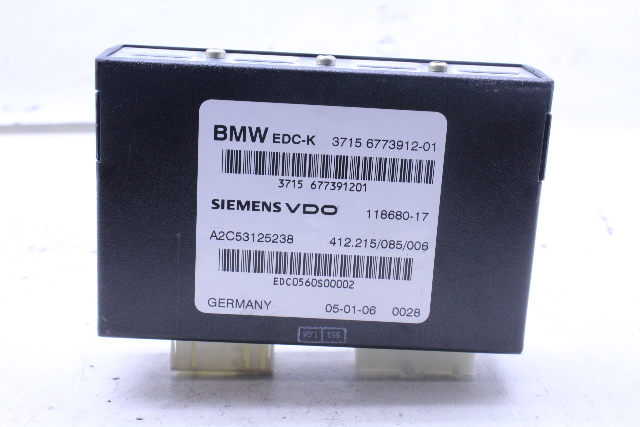 BMW EDC-K 3715 6773912-01
3715 677391201
SIEMENS VDO 118680-17
A2C53125238 412.215/085/006
EDC0560S00002
GERMANY 05-01-06 0028